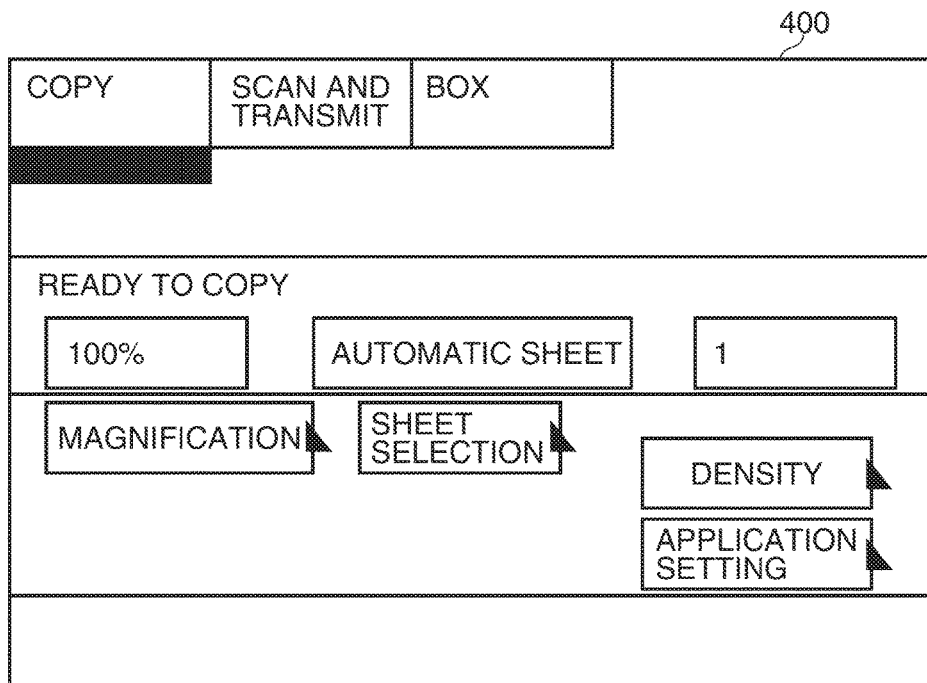 400
COPY
SCAN AND
TRANSMIT
BOX
READY TO COPY
100%
AUTOMATIC SHEET
1
MAGNIFICATION
SHEET
SELECTION
DENSITY
APPLICATION
SETTING